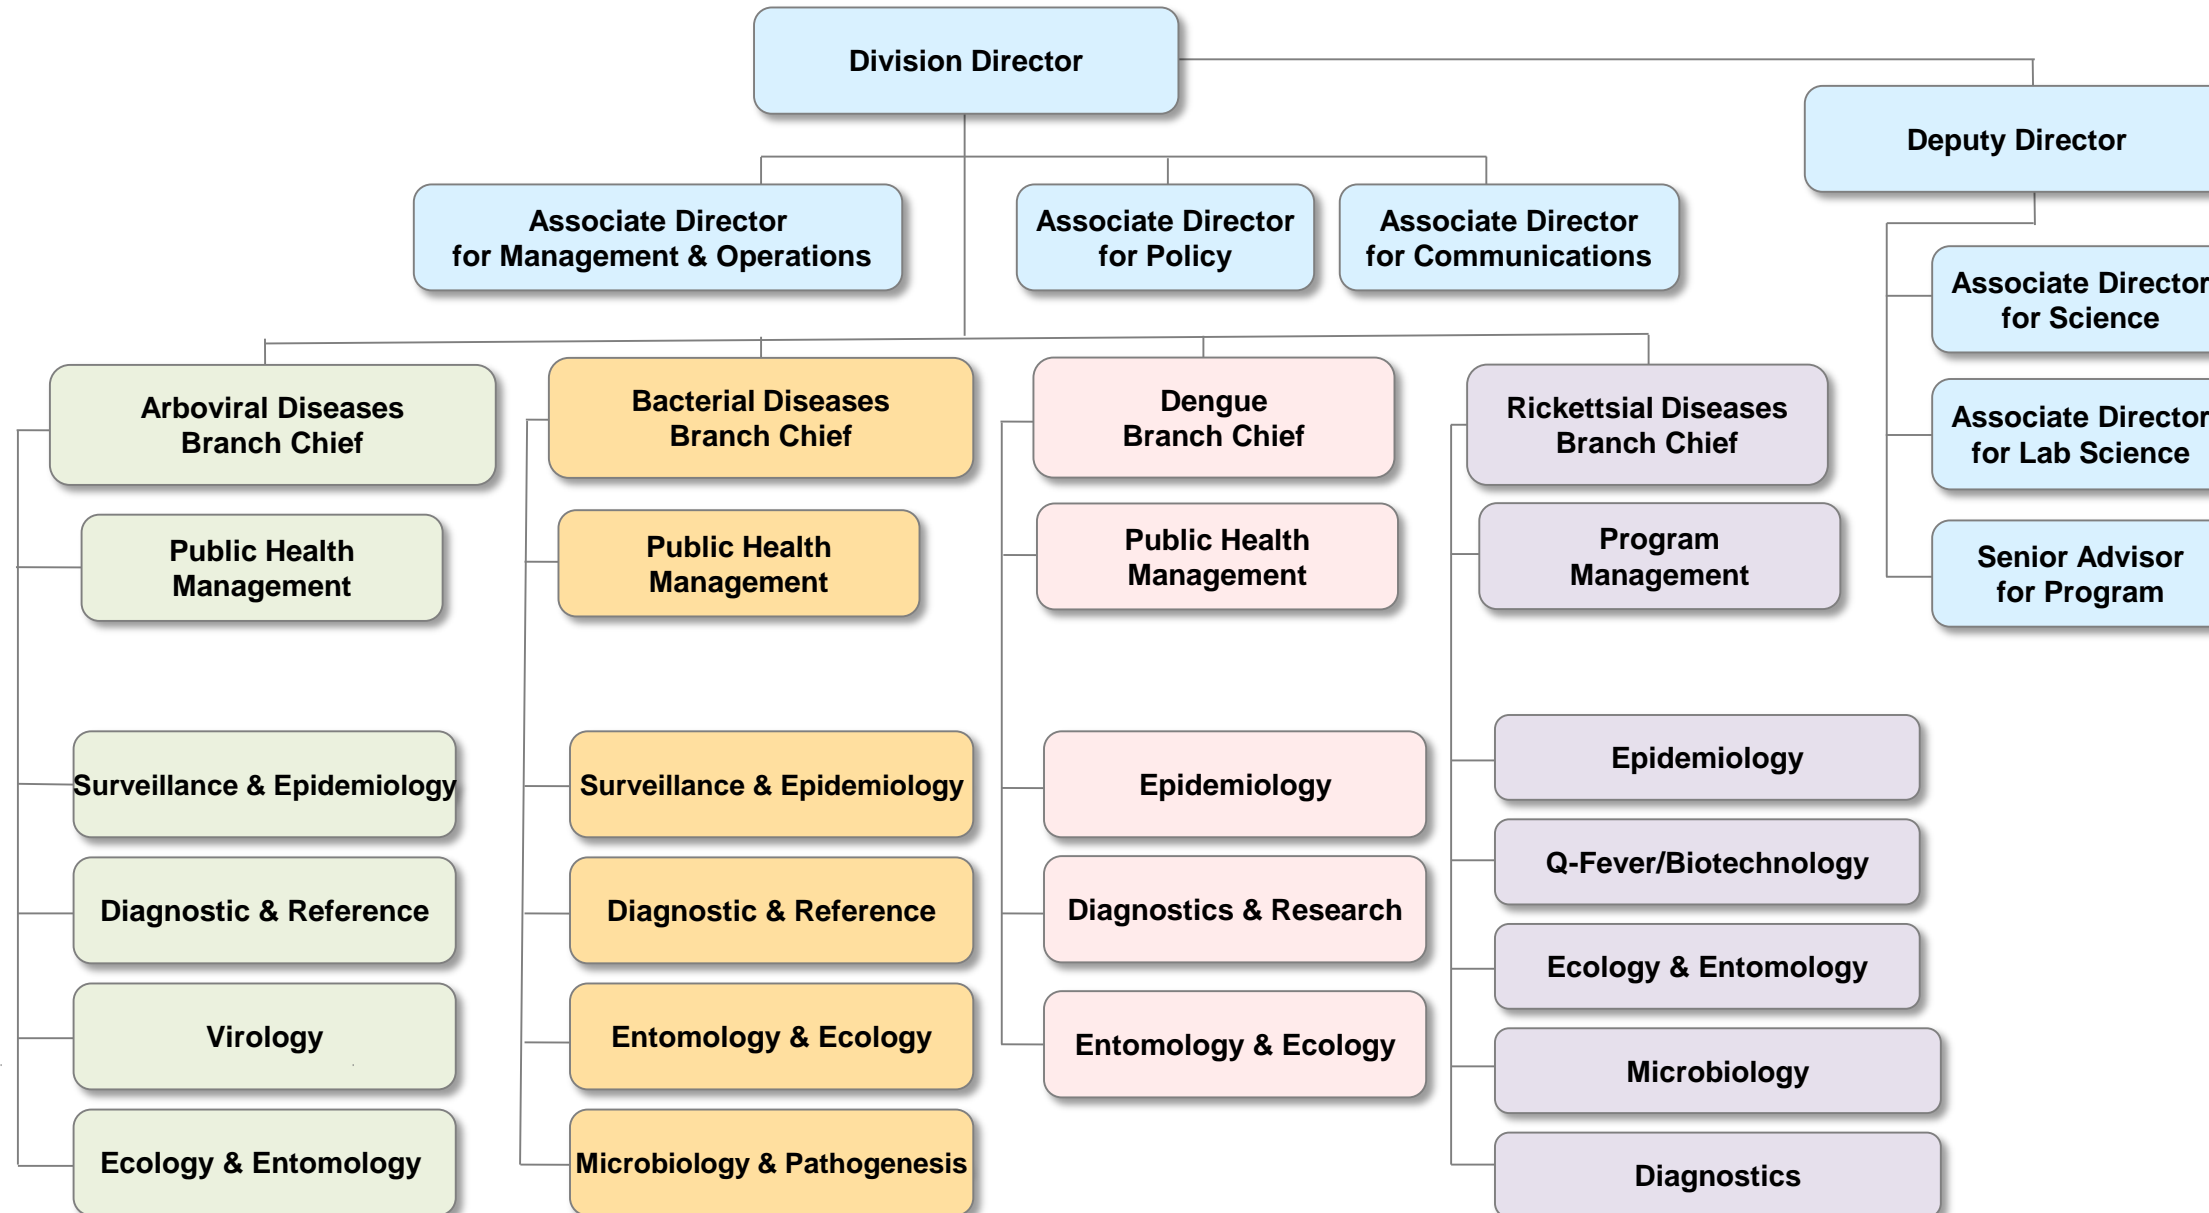 Division Director
Deputy Director
Associate Director
for Management & Operations
Associate Director
for Policy
Associate Director
for Communications
Associate Director
for Science
Associate Director
for Lab Science
Senior Advisor
for Program
Arboviral Diseases
Branch Chief
Public Health
Management
Surveillance & Epidemiology
Diagnostic & Reference
Virology
Ecology & Entomology
Bacterial Diseases
Branch Chief
Public Health
Management
Surveillance & Epidemiology
Diagnostic & Reference
Entomology & Ecology
Microbiology & Pathogenesis
Dengue
Branch Chief
Public Health
Management
Epidemiology
Diagnostics & Research
Entomology & Ecology
Rickettsial Diseases
Branch Chief
Program
Management
Epidemiology
Q-Fever/Biotechnology
Ecology & Entomology
Microbiology
Diagnostics